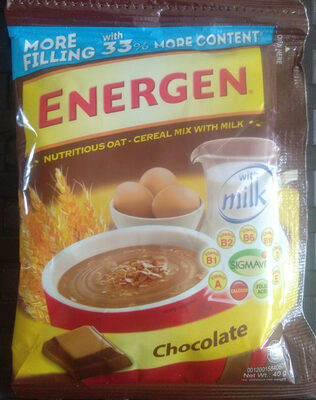 MORE FILLING with 33% MORE CONTENT
ENERGEN
NUTRITIOUS OAT - CEREAL MIX WITH MILK
with milk
B2
B6
B1
SIGMAVIT
A
E
CALCIUM
FOLIC ACID
Chocolate
Net Wt.: 40 g